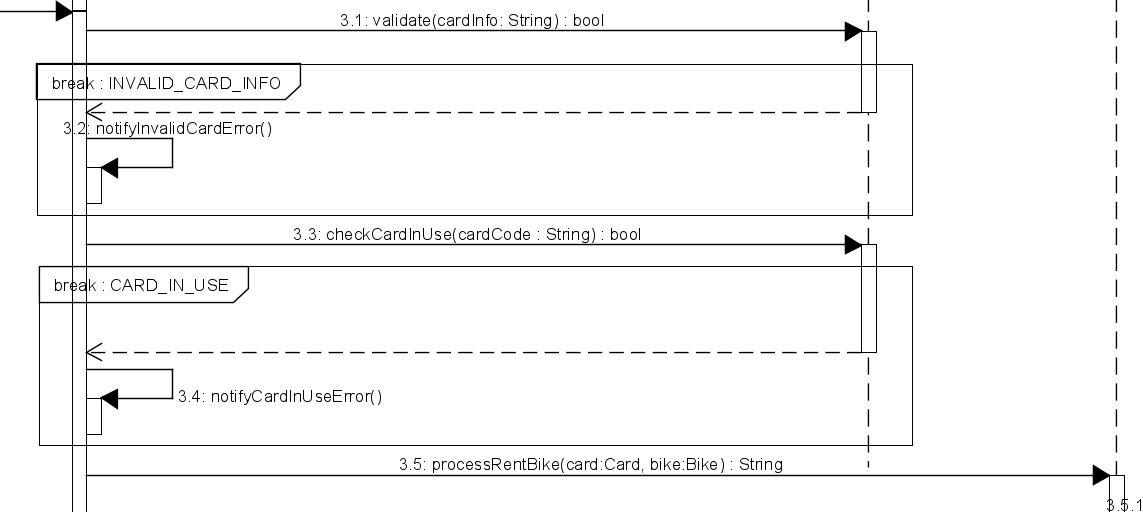 3.1: validate(cardInfo: String) : bool
break : INVALID_CARD_INFO
3.2: notifyInvalidCardError()
3.3: checkCardInUse(cardCode : String) : bool
break : CARD_IN_USE
3.4: notifyCardInUseError()
3.5: processRentBike(card:Card, bike:Bike) : String
3.5.1